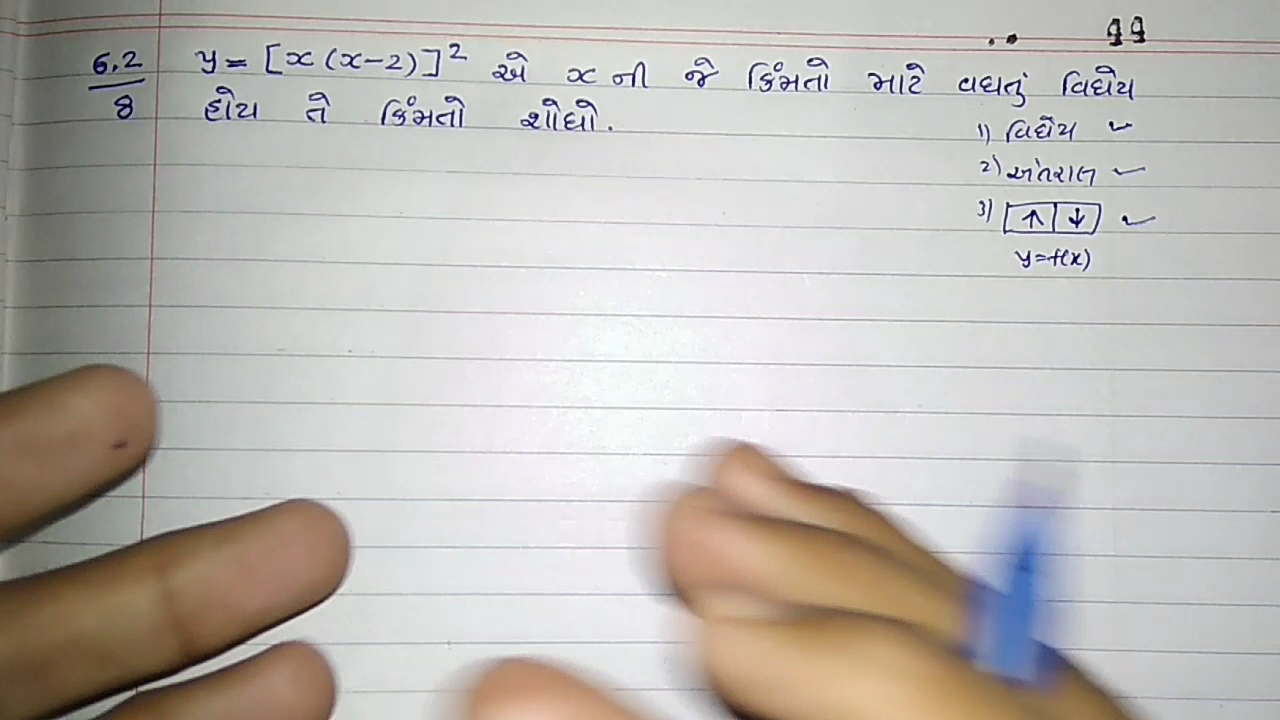 99
6.2/8 y = [x(x-2)]² એ x ની જે કિંમતો માટે વધતું વિધેય
હોય તે કિંમતો શોધો.
1) વિધેય ✓
2) અંતરાલ ✓
3) ↑ ↓ ✓
y=f(x)